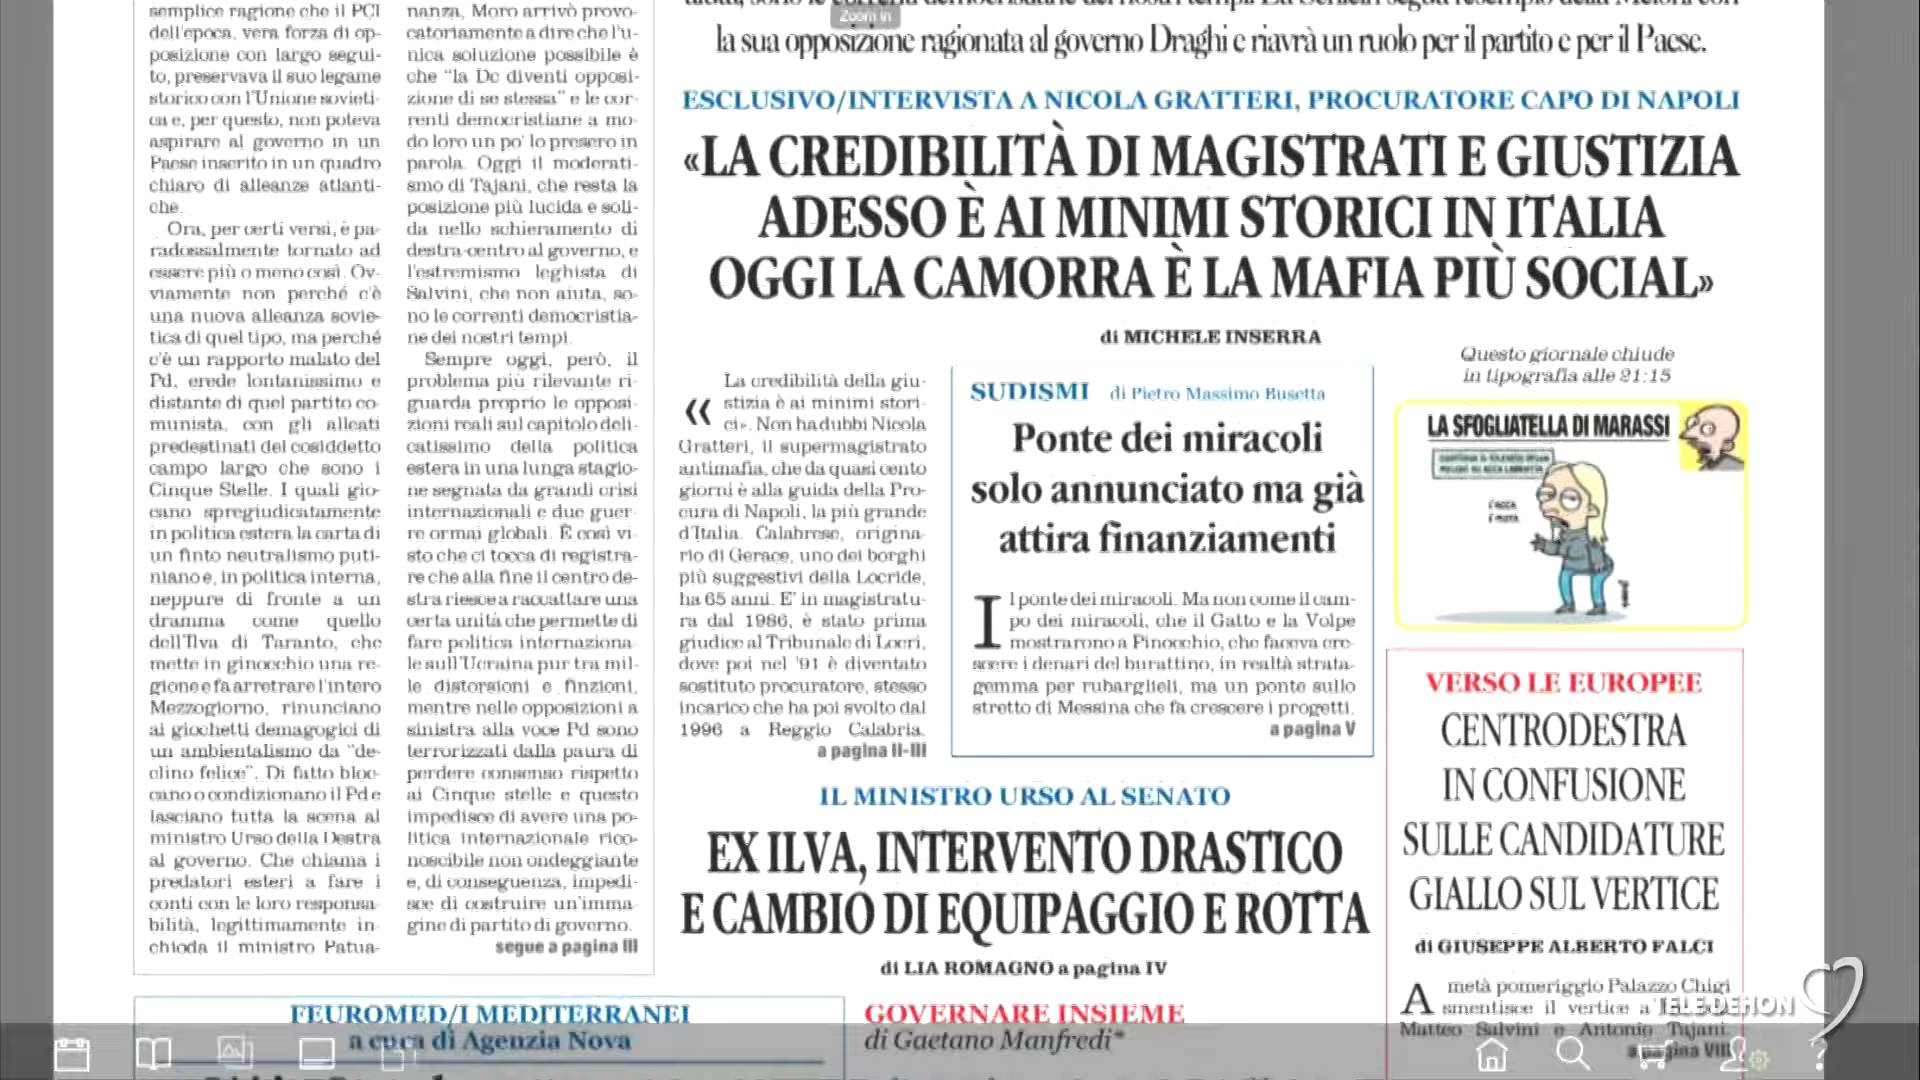 semplice ragione che il PCI
dell'epoca, vera forza di op-
posizione con largo segui-
to, preservava il suo legame
storico con l'Unione sovieti-
ca e, per questo, non poteva
aspirare al governo in un
Paese inserito in un quadro
chiaro di alleanze atlanti-
che.
Ora, per certi versi, è pa-
radossalmente tornato ad
essere più o meno così. Ov-
viamente non perché c'è
una nuova alleanza sovie-
tica di quel tipo, ma perché
c'è un rapporto malato del
Pd, erede lontanissimo e
distante di quel partito co-
munista, con gli alleati
predestinati del cosiddetto
campo largo che sono i
Cinque Stelle. I quali gio-
cano spregiudicatamente
in politica estera la carta di
un finto neutralismo puti-
niano e, in politica interna,
neppure di fronte a un
dramma come quello
dell'Ilva di Taranto, che
mette in ginocchio una re-
gione e fa arretrare l'intero
Mezzogiorno, rinunciano
ai giochetti demagogici di
un ambientalismo da "de-
clino felice". Di fatto bloc-
cano o condizionano il Pd e
lasciano tutta la scena al
ministro Urso della Destra
al governo. Che chiama i
predatori esteri a fare i
conti con le loro responsa-
bilità, legittimamente in-
chioda il ministro Patua-
nanza, Moro arrivò provo-
catoriamente a dire che l'u-
nica soluzione possibile è
che "la Dc diventi opposi-
zione di se stessa" e le cor-
renti democristiane a mo-
do loro un po' lo presero in
parola. Oggi il moderati-
smo di Tajani, che resta la
posizione più lucida e soli-
da nello schieramento di
destra-centro al governo, e
l'estremismo leghista di
Salvini, che non aiuta, so-
no le correnti democristia-
ne dei nostri tempi.
Sempre oggi, però, il
problema più rilevante ri-
guarda proprio le opposi-
zioni reali sul capitolo deli-
catissimo della politica
estera in una lunga stagio-
ne segnata da grandi crisi
internazionali e due guer-
re ormai globali. È così vi-
sto che ci tocca di registra-
re che alla fine il centro de-
stra riesce a raccattare una
certa unità che permette di
fare politica internaziona-
le sull'Ucraina pur tra mil-
le distorsioni e finzioni,
mentre nelle opposizioni a
sinistra alla voce Pd sono
terrorizzati dalla paura di
perdere consenso rispetto
ai Cinque stelle e questo
impedisce di avere una po-
litica internazionale rico-
noscibile non ondeggiante
e, di conseguenza, impedi-
sce di costruire un'imma
gine di partito di governo.
segue a pagina III
Zoom in
la sua opposizione ragionata al governo Draghi e riavrà un ruolo per il partito e per il Paese.
ESCLUSIVO/INTERVISTA A NICOLA GRATTERI, PROCURATORE CAPO DI NAPOLI
«LA CREDIBILITÀ DI MAGISTRATI E GIUSTIZIA
ADESSO È AI MINIMI STORICI IN ITALIA
OGGI LA CAMORRA È LA MAFIA PIÙ SOCIAL»
di MICHELE INSERRA
« La credibilità della giu-
stizia è ai minimi stori-
ci». Non ha dubbi Nicola
Gratteri, il supermagistrato
antimafia, che da quasi cento
giorni è alla guida della Pro-
cura di Napoli, la più grande
d'Italia. Calabrese, origina-
rio di Gerace, uno dei borghi
più suggestivi della Locride,
ha 65 anni. E' in magistratu-
ra dal 1986, è stato prima
giudice al Tribunale di Locri,
dove poi nel '91 è diventato
sostituto procuratore, stesso
incarico che ha poi svolto dal
1996 a Reggio Calabria.
a pagina II-III
SUDISMI di Pietro Massimo Busetta
Ponte dei miracoli
solo annunciato ma già
attira finanziamenti
Il ponte dei miracoli. Ma non come il cam-
po dei miracoli, che il Gatto e la Volpe
mostrarono a Pinocchio, che faceva cre-
scere i denari del burattino, in realtà strata-
gemma per rubarglieli, ma un ponte sullo
stretto di Messina che fa crescere i progetti.
a pagina V
Questo giornale chiude
in tipografia alle 21:15
LA SFOGLIATELLA DI MARASSI
IL MINISTRO URSO AL SENATO
EX ILVA, INTERVENTO DRASTICO
E CAMBIO DI EQUIPAGGIO E ROTTA
di LIA ROMAGNO a pagina IV
VERSO LE EUROPEE
CENTRODESTRA
IN CONFUSIONE
SULLE CANDIDATURE
GIALLO SUL VERTICE
di GIUSEPPE ALBERTO FALCI
A metà pomeriggio Palazzo Chigi
smentisce il vertice a
Matteo Salvini e Antonio Tajani.
a pagina VIII
TELEDEHON
FEUROMED/I MEDITERRANEI
a cura di Agenzia Nova
GOVERNARE INSIEME
di Gaetano Manfredi*